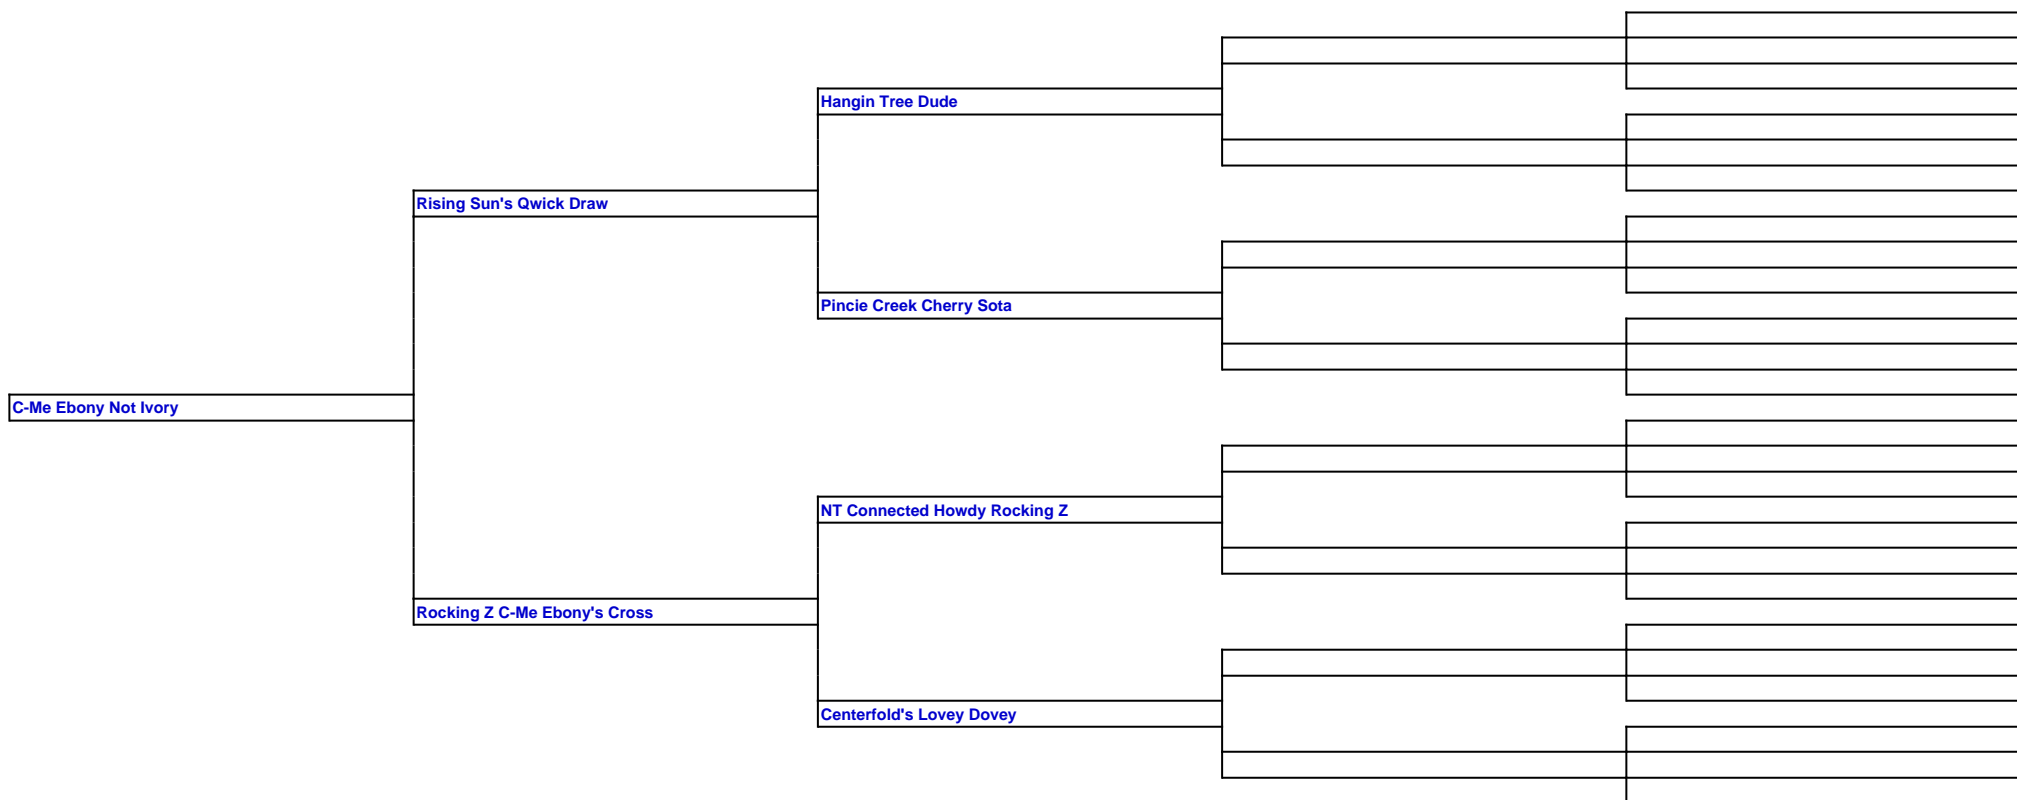 Hangin Tree Dude
Rising Sun's Qwick Draw
Pincie Creek Cherry Sota
C-Me Ebony Not Ivory
NT Connected Howdy Rocking Z
Rocking Z C-Me Ebony's Cross
Centerfold's Lovey Dovey